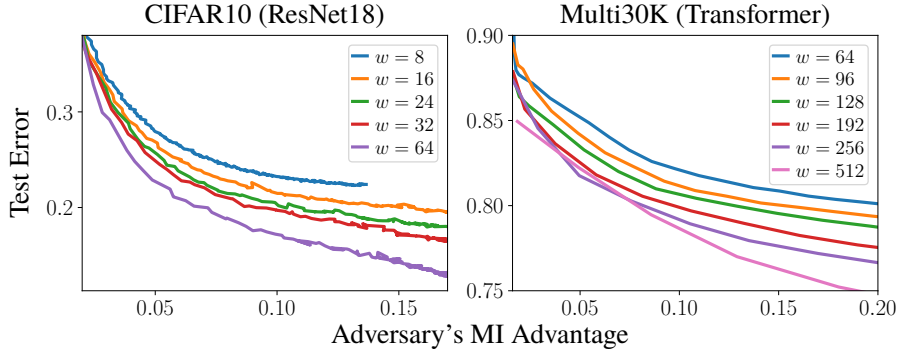 CIFAR10 (ResNet18)
Multi30K (Transformer)
Test Error
0.3
0.2
0.05
0.10
0.15
w = 8
w = 16
w = 24
w = 32
w = 64
0.90
0.85
0.80
0.75
0.05
0.10
0.15
0.20
w = 64
w = 96
w = 128
w = 192
w = 256
w = 512
Adversary's MI Advantage